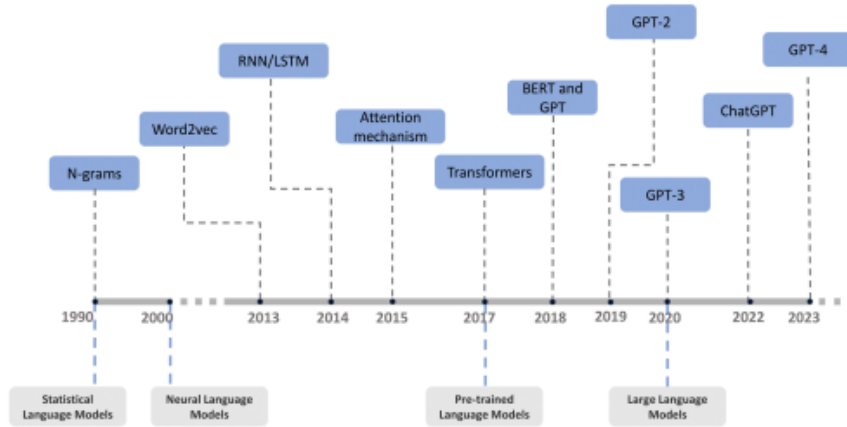 GPT-2
GPT-4
RNN/LSTM
BERT and
GPT
ChatGPT
Word2vec
Attention
mechanism
N-grams
Transformers
GPT-3
1990
2000
2013
2014
2015
2017
2018
2019
2020
2022
2023
Statistical
Language Models
Neural Language
Models
Pre-trained
Language Models
Large Language
Models